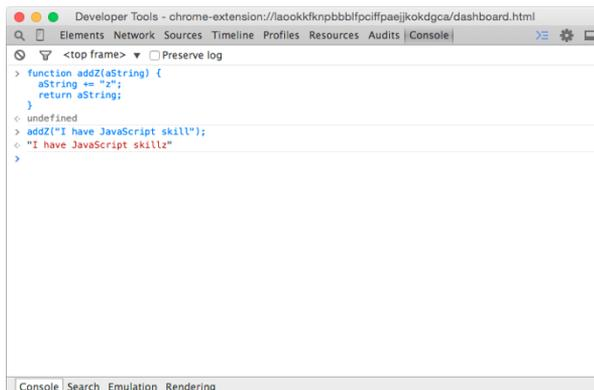 Developer Tools - chrome-extension://laookkfknpbbblfpciffpaejjkokdgca/dashboard.html
Elements Network Sources Timeline Profiles Resources Audits Console
<top frame> ▼ Preserve log
> function addZ(aString) {
aString += "z";
return aString;
}
< undefined
> addZ("I have JavaScript skill");
< "I have JavaScript skillz"
>
Console Search Emulation Rendering